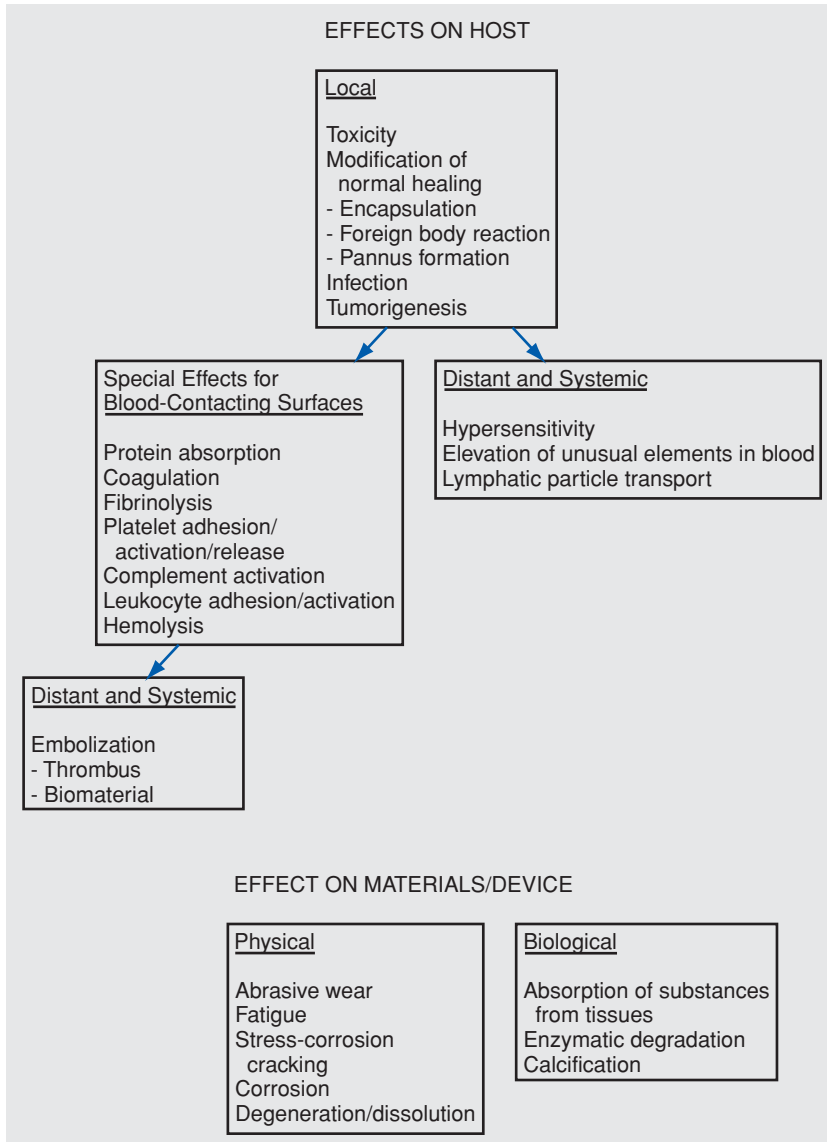 EFFECTS ON HOST
Local
Toxicity
Modification of
normal healing
- Encapsulation
- Foreign body reaction
- Pannus formation
Infection
Tumorigenesis
Special Effects for
Blood-Contacting Surfaces
Protein absorption
Coagulation
Fibrinolysis
Platelet adhesion/
activation/release
Complement activation
Leukocyte adhesion/activation
Hemolysis
Distant and Systemic
Hypersensitivity
Elevation of unusual elements in blood
Lymphatic particle transport
Distant and Systemic
Embolization
- Thrombus
- Biomaterial
EFFECT ON MATERIALS/DEVICE
Physical
Abrasive wear
Fatigue
Stress-corrosion
cracking
Corrosion
Degeneration/dissolution
Biological
Absorption of substances
from tissues
Enzymatic degradation
Calcification